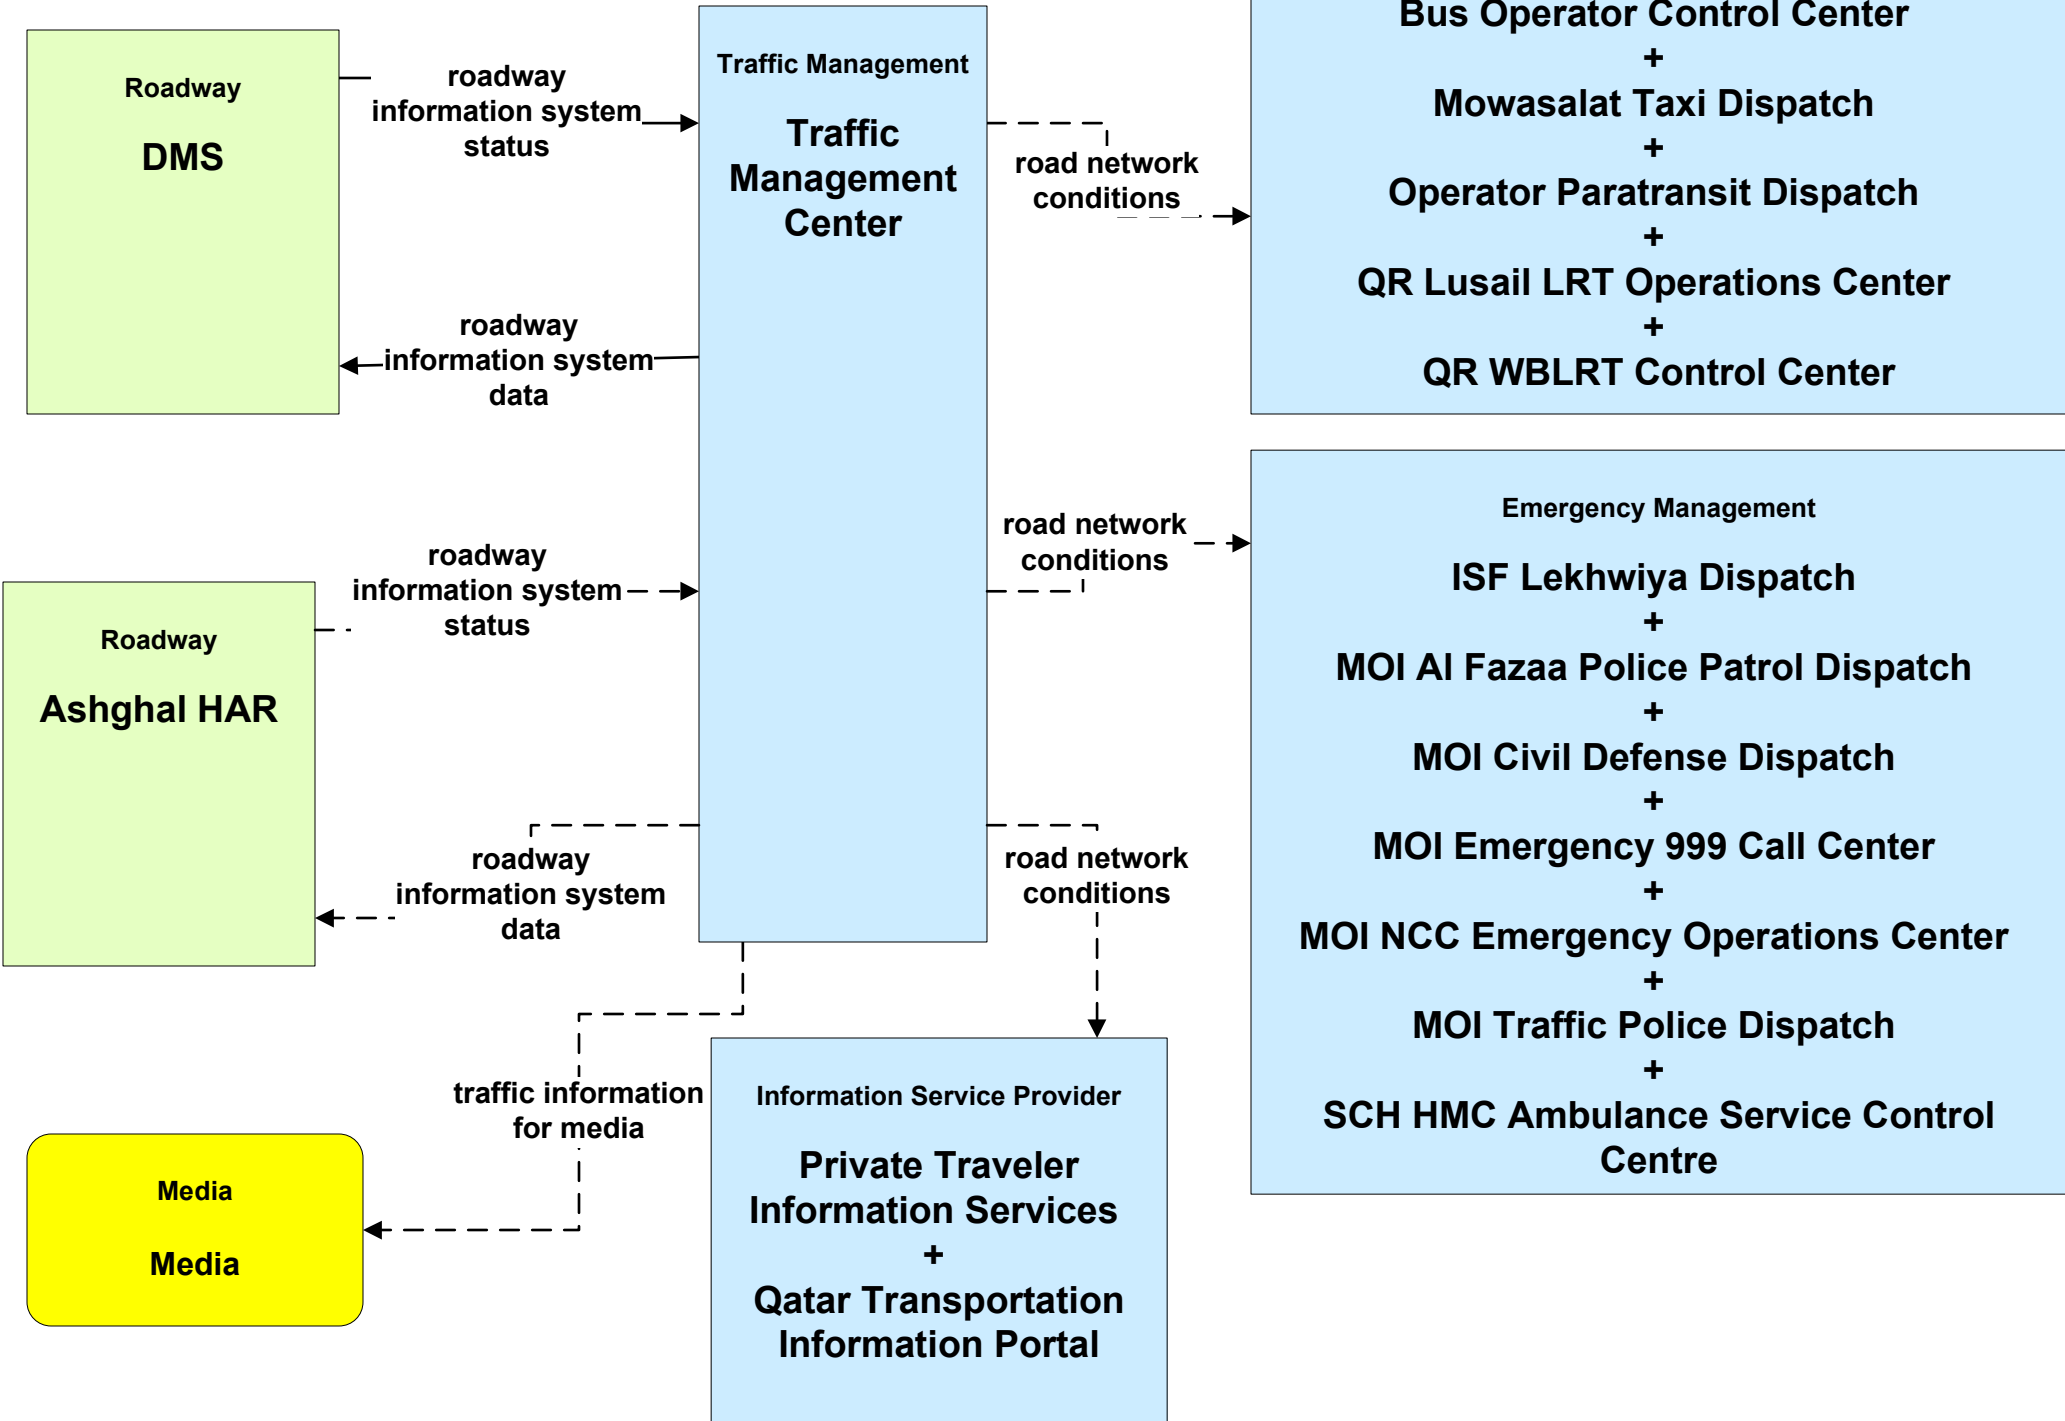 Roadway
DMS
roadway
information system
status
roadway
information system
data
Traffic Management
Traffic
Management
Center
road network
conditions
Bus Operator Control Center
+
Mowasalat Taxi Dispatch
+
Operator Paratransit Dispatch
+
QR Lusail LRT Operations Center
+
QR WBLRT Control Center
Roadway
Ashghal HAR
roadway
information system
status
roadway
information system
data
road network
conditions
Emergency Management
ISF Lekhwiya Dispatch
+
MOI Al Fazaa Police Patrol Dispatch
+
MOI Civil Defense Dispatch
+
MOI Emergency 999 Call Center
+
MOI NCC Emergency Operations Center
+
MOI Traffic Police Dispatch
+
SCH HMC Ambulance Service Control
Centre
road network
conditions
traffic information
for media
Media
Media
Information Service Provider
Private Traveler
Information Services
+
Qatar Transportation
Information Portal